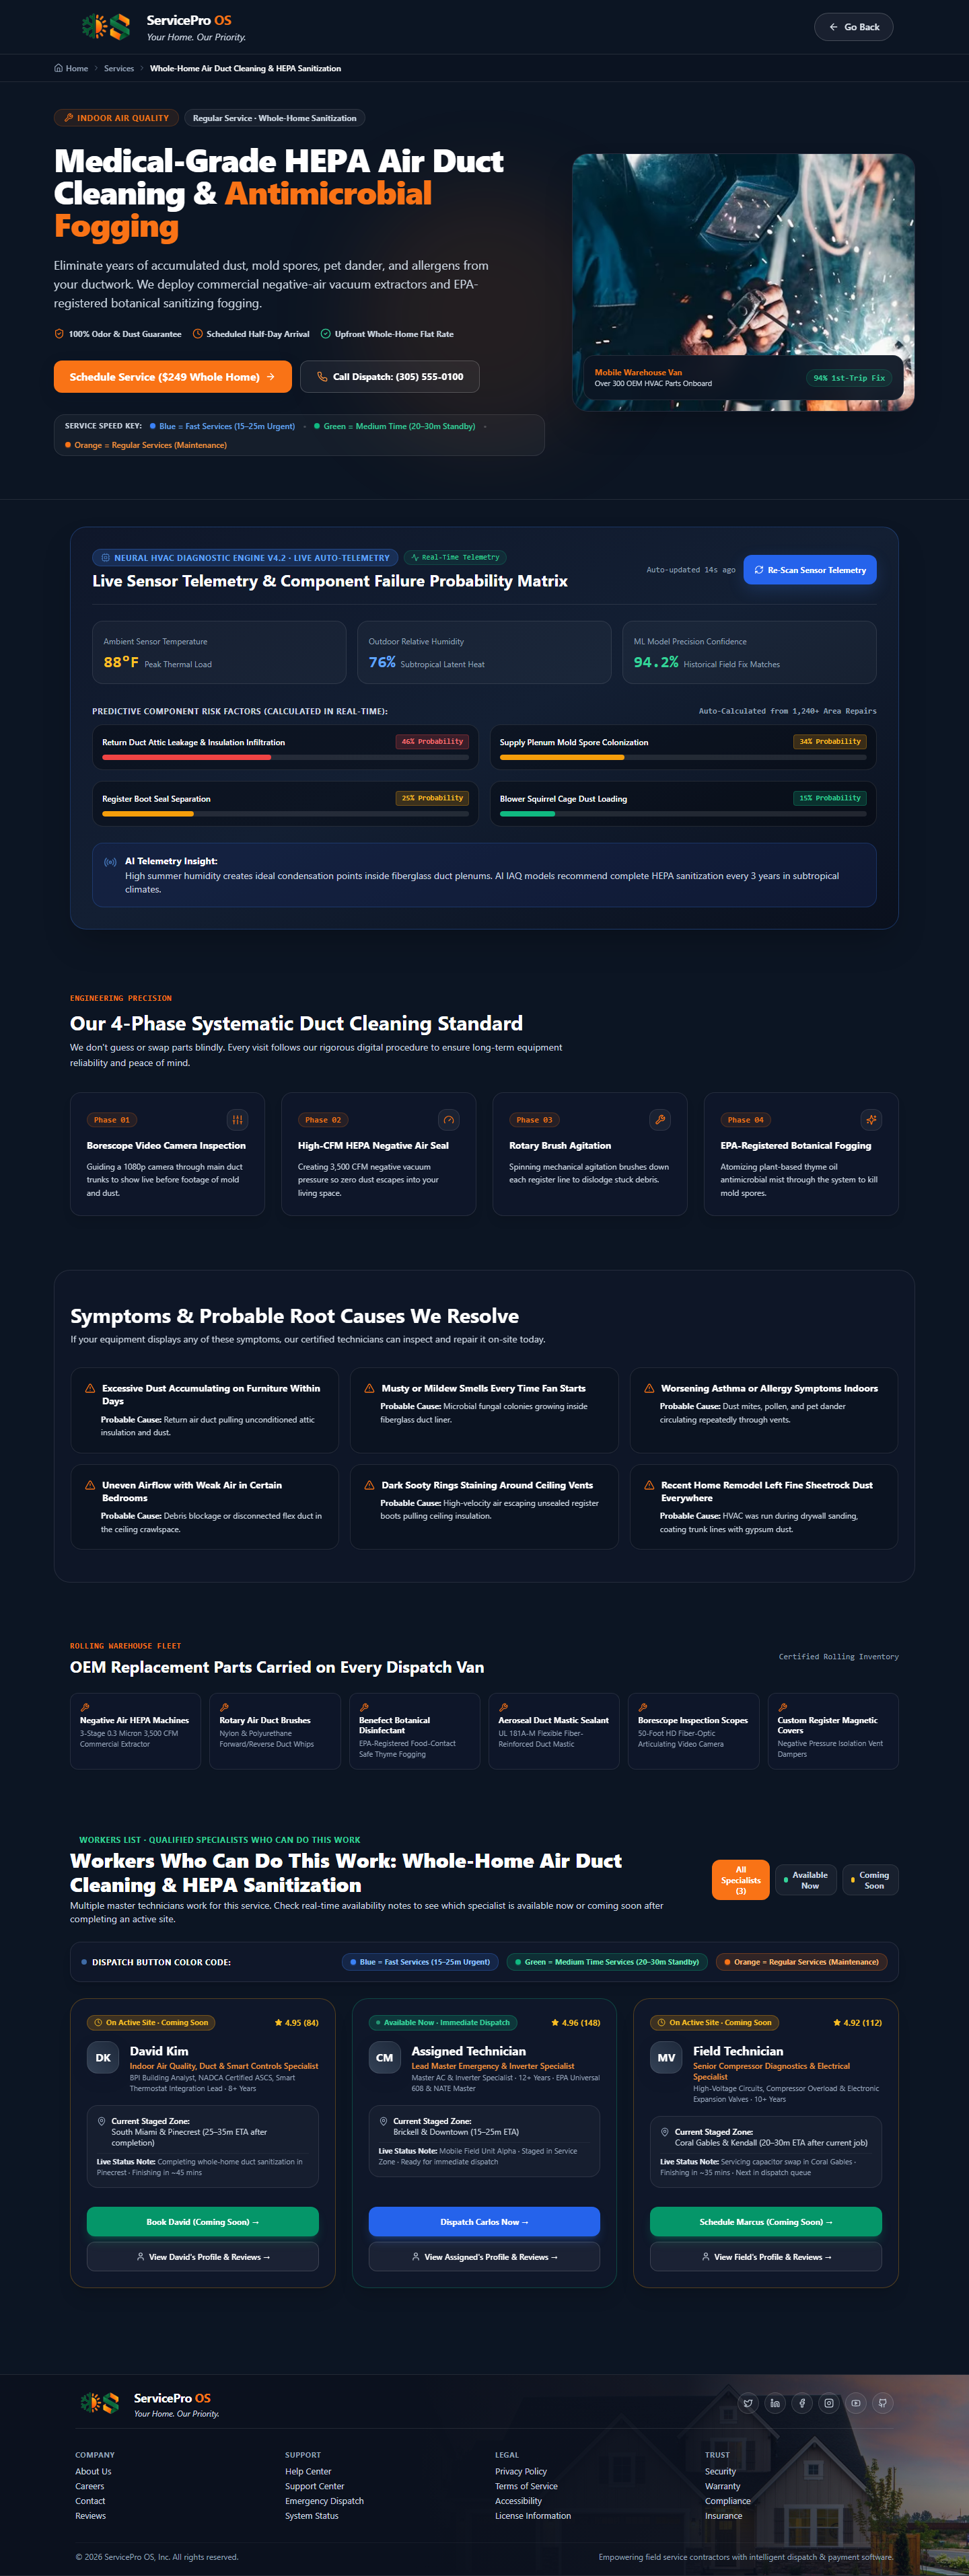 ServicePro OS
Your Home. Our Priority.
Go Back
Home > Services > Whole-Home Air Duct Cleaning & HEPA Sanitization
INDOOR AIR QUALITY
Regular Service · Whole-Home Sanitization
Medical-Grade HEPA Air Duct
Cleaning & Antimicrobial
Fogging
Eliminate years of accumulated dust, mold spores, pet dander, and allergens from
your ductwork. We deploy commercial negative-air vacuum extractors and EPA-
registered botanical sanitizing fogging.
100% Odor & Dust Guarantee
Scheduled Half-Day Arrival
Upfront Whole-Home Flat Rate
Schedule Service ($249 Whole Home) →
Call Dispatch: (305) 555-0100
SERVICE SPEED KEY: Blue = Fast Services (15–25m Urgent) · Green = Medium Time (20–30m Standby) ·
Orange = Regular Services (Maintenance)
Mobile Warehouse Van
Over 300 OEM HVAC Parts Onboard
94% 1st-Trip Fix
NEURAL HVAC DIAGNOSTIC ENGINE V4.2 · LIVE AUTO-TELEMETRY
Real-Time Telemetry
Live Sensor Telemetry & Component Failure Probability Matrix
Auto-updated 14s ago
Re-Scan Sensor Telemetry
Ambient Sensor Temperature
88°F Peak Thermal Load
Outdoor Relative Humidity
76% Subtropical Latent Heat
ML Model Precision Confidence
94.2% Historical Field Fix Matches
PREDICTIVE COMPONENT RISK FACTORS (CALCULATED IN REAL-TIME):
Auto-Calculated from 1,240+ Area Repairs
Return Duct Attic Leakage & Insulation Infiltration
46% Probability
Supply Plenum Mold Spore Colonization
34% Probability
Register Boot Seal Separation
25% Probability
Blower Squirrel Cage Dust Loading
15% Probability
AI Telemetry Insight:
High summer humidity creates ideal condensation points inside fiberglass duct plenums. AI IAQ models recommend complete HEPA sanitization every 3 years in subtropical
climates.
ENGINEERING PRECISION
Our 4-Phase Systematic Duct Cleaning Standard
We don't guess or swap parts blindly. Every visit follows our rigorous digital procedure to ensure long-term equipment
reliability and peace of mind.
Phase 01
Borescope Video Camera Inspection
Guiding a 1080p camera through main duct
trunks to show live before footage of mold
and dust.
Phase 02
High-CFM HEPA Negative Air Seal
Creating 3,500 CFM negative vacuum
pressure so zero dust escapes into your
living space.
Phase 03
Rotary Brush Agitation
Spinning mechanical agitation brushes down
each register line to dislodge stuck debris.
Phase 04
EPA-Registered Botanical Fogging
Atomizing plant-based thyme oil
antimicrobial mist through the system to kill
mold spores.
Symptoms & Probable Root Causes We Resolve
If your equipment displays any of these symptoms, our certified technicians can inspect and repair it on-site today.
Excessive Dust Accumulating on Furniture Within
Days
Probable Cause: Return air duct pulling unconditioned attic
insulation and dust.
Musty or Mildew Smells Every Time Fan Starts
Probable Cause: Microbial fungal colonies growing inside
fiberglass duct liner.
Worsening Asthma or Allergy Symptoms Indoors
Probable Cause: Dust mites, pollen, and pet dander
circulating repeatedly through vents.
Uneven Airflow with Weak Air in Certain
Bedrooms
Probable Cause: Debris blockage or disconnected flex duct in
the ceiling crawlspace.
Dark Sooty Rings Staining Around Ceiling Vents
Probable Cause: High-velocity air escaping unsealed register
boots pulling ceiling insulation.
Recent Home Remodel Left Fine Sheetrock Dust
Everywhere
Probable Cause: HVAC was run during drywall sanding,
coating trunk lines with gypsum dust.
ROLLING WAREHOUSE FLEET
OEM Replacement Parts Carried on Every Dispatch Van
Certified Rolling Inventory
Negative Air HEPA Machines
3-Stage 0.3 Micron 3,500 CFM
Commercial Extractor
Rotary Air Duct Brushes
Nylon & Polyurethane
Forward/Reverse Duct Whips
Benefect Botanical
Disinfectant
EPA-Registered Food-Contact
Safe Thyme Fogging
Aeroseal Duct Mastic Sealant
UL 181A-M Flexible Fiber-
Reinforced Duct Mastic
Borescope Inspection Scopes
50-Foot HD Fiber-Optic
Articulating Video Camera
Custom Register Magnetic
Covers
Negative Pressure Isolation Vent
Dampers
WORKERS LIST · QUALIFIED SPECIALISTS WHO CAN DO THIS WORK
Workers Who Can Do This Work: Whole-Home Air Duct
Cleaning & HEPA Sanitization
Multiple master technicians work for this service. Check real-time availability notes to see which specialist is available now or coming soon after
completing an active site.
All
Specialists
(3)
Available
Now
Coming
Soon
DISPATCH BUTTON COLOR CODE:
Blue = Fast Services (15–25m Urgent)
Green = Medium Time Services (20–30m Standby)
Orange = Regular Services (Maintenance)
On Active Site · Coming Soon
4.95 (84)
DK
David Kim
Indoor Air Quality, Duct & Smart Controls Specialist
BPI Building Analyst, NADCA Certified ASCS, Smart
Thermostat Integration Lead · 8+ Years
Current Staged Zone:
South Miami & Pinecrest (25–35m ETA after
completion)
Live Status Note: Completing whole-home duct sanitization in
Pinecrest · Finishing in ~45 mins
Book David (Coming Soon) →
View David's Profile & Reviews →
Available Now · Immediate Dispatch
4.96 (148)
CM
Assigned Technician
Lead Master Emergency & Inverter Specialist
Master AC & Inverter Specialist · 12+ Years · EPA Universal
608 & NATE Master
Current Staged Zone:
Brickell & Downtown (15–25m ETA)
Live Status Note: Mobile Field Unit Alpha · Staged in Service
Zone · Ready for immediate dispatch
Dispatch Carlos Now →
View Assigned's Profile & Reviews →
On Active Site · Coming Soon
4.92 (112)
MV
Field Technician
Senior Compressor Diagnostics & Electrical
Specialist
High-Voltage Circuits, Compressor Overload & Electronic
Expansion Valves · 10+ Years
Current Staged Zone:
Coral Gables & Kendall (20–30m ETA after current job)
Live Status Note: Servicing capacitor swap in Coral Gables ·
Finishing in ~35 mins · Next in dispatch queue
Schedule Marcus (Coming Soon) →
View Field's Profile & Reviews →
ServicePro OS
Your Home. Our Priority.
COMPANY
About Us
Careers
Contact
Reviews
SUPPORT
Help Center
Support Center
Emergency Dispatch
System Status
LEGAL
Privacy Policy
Terms of Service
Accessibility
License Information
TRUST
Security
Warranty
Compliance
Insurance
© 2026 ServicePro OS, Inc. All rights reserved.
Empowering field service contractors with intelligent dispatch & payment software.